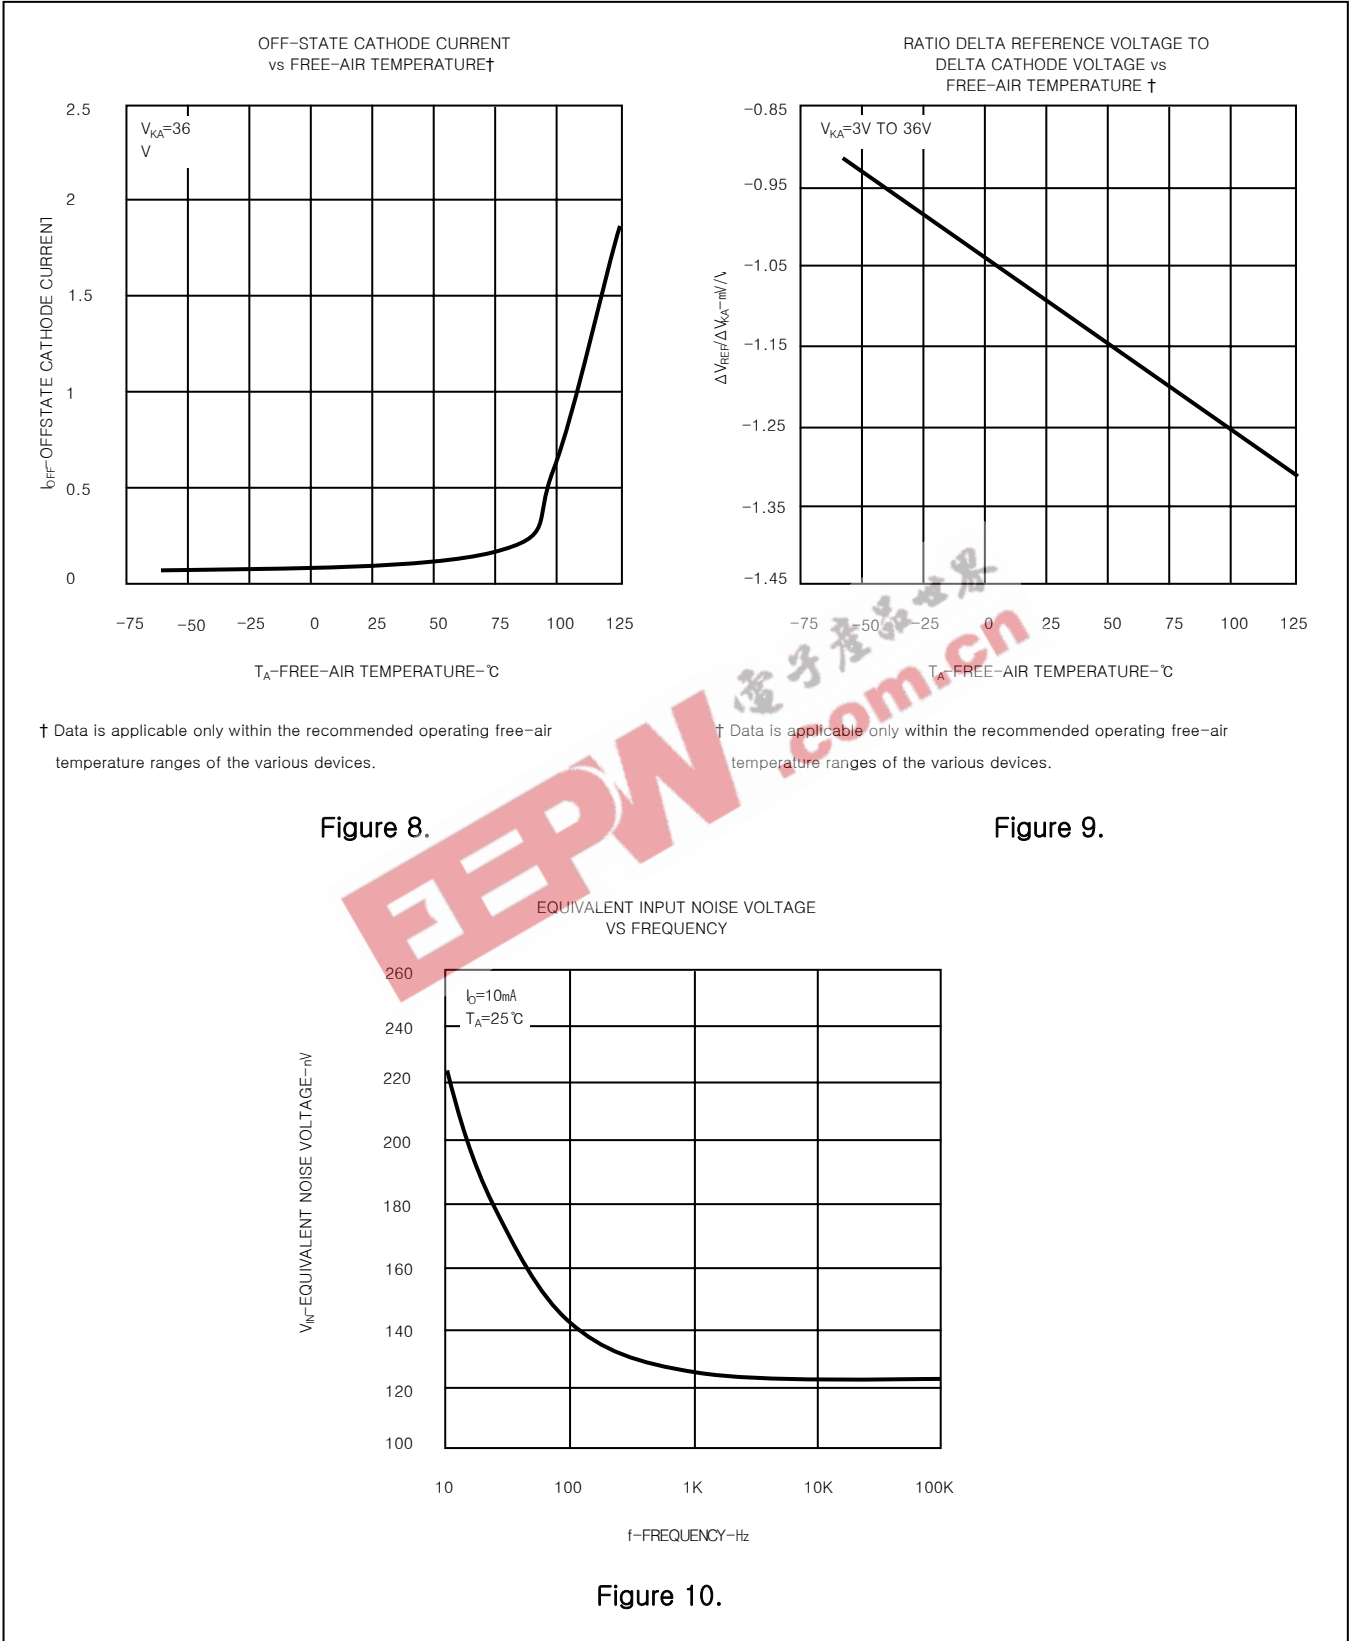 OFF-STATE CATHODE CURRENT
vs FREE-AIR TEMPERATURE†
2.5
2
1.5
1
0.5
0
VKA=36
V
IOFF-OFFSTATE CATHODE CURRENT
-75 -50 -25 0 25 50 75 100 125
TA-FREE-AIR TEMPERATURE-℃
† Data is applicable only within the recommended operating free-air
temperature ranges of the various devices.
Figure 8.
RATIO DELTA REFERENCE VOLTAGE TO
DELTA CATHODE VOLTAGE vs
FREE-AIR TEMPERATURE †
-0.85
-0.95
-1.05
-1.15
-1.25
-1.35
-1.45
VKA=3V TO 36V
ΔVREF/ΔVKA-mV/V
-75 -50 -25 0 25 50 75 100 125
TA-FREE-AIR TEMPERATURE-℃
† Data is applicable only within the recommended operating free-air
temperature ranges of the various devices.
Figure 9.
EEPW
電子產品世界
.com.cn
EQUIVALENT INPUT NOISE VOLTAGE
VS FREQUENCY
260
240
220
200
180
160
140
120
100
IO=10mA
TA=25℃
VIN-EQUIVALENT NOISE VOLTAGE-nV
10 100 1K 10K 100K
f-FREQUENCY-Hz
Figure 10.